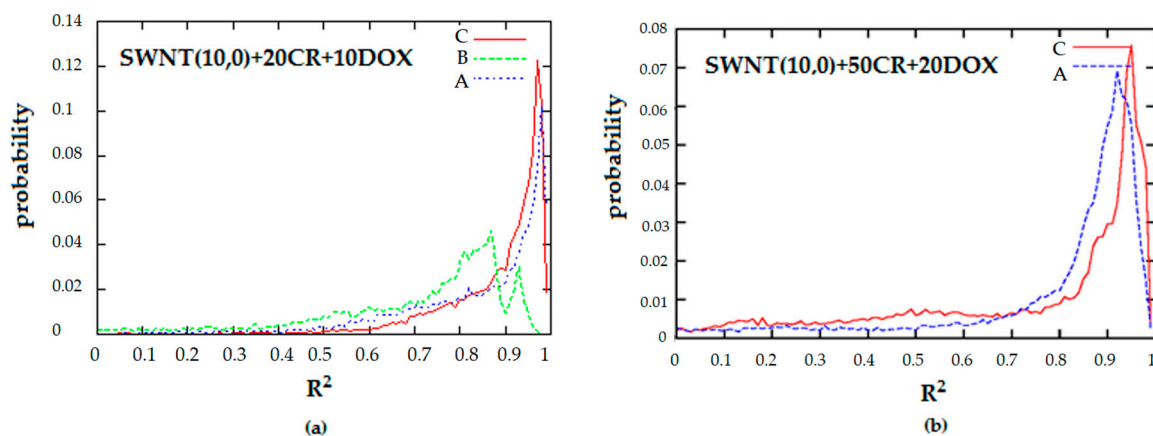 0.14
0.12
0.1
0.08
0.06
0.04
0.02
0
probability
SWNT(10,0)+20CR+10DOX
C
B
A
0 0.1 0.2 0.3 0.4 0.5 0.6 0.7 0.8 0.9 1
R²
(a)
0.08
0.07
0.06
0.05
0.04
0.03
0.02
0.01
0
probability
C
A
SWNT(10,0)+50CR+20DOX
0 0.1 0.2 0.3 0.4 0.5 0.6 0.7 0.8 0.9 1
R²
(b)